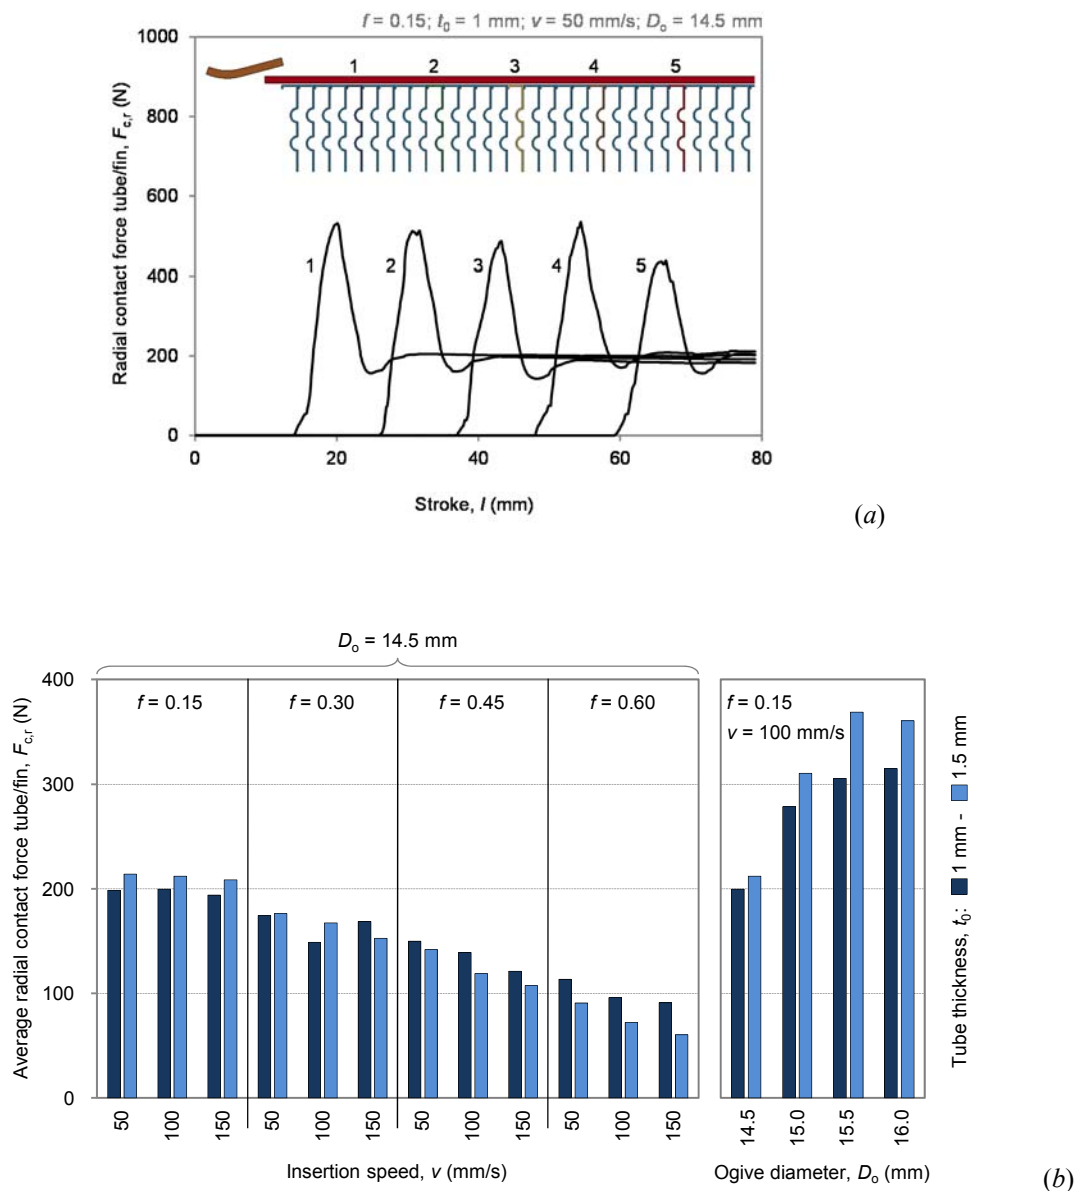 f = 0.15; t0 = 1 mm; v = 50 mm/s; Do = 14.5 mm
Radial contact force tube/fin, Fc,r (N)
1000
800
600
400
200
0
1 2 3 4 5
1 2 3 4 5
0 20 40 60 80
Stroke, l (mm)
(a)
Do = 14.5 mm
Average radial contact force tube/fin, Fc,r (N)
400
300
200
100
0
f = 0.15 f = 0.30 f = 0.45 f = 0.60
f = 0.15
v = 100 mm/s
50 100 150 50 100 150 50 100 150 50 100 150
14.5 15.0 15.5 16.0
Insertion speed, v (mm/s)
Ogive diameter, Do (mm)
Tube thickness, t0: 1 mm - 1.5 mm
(b)